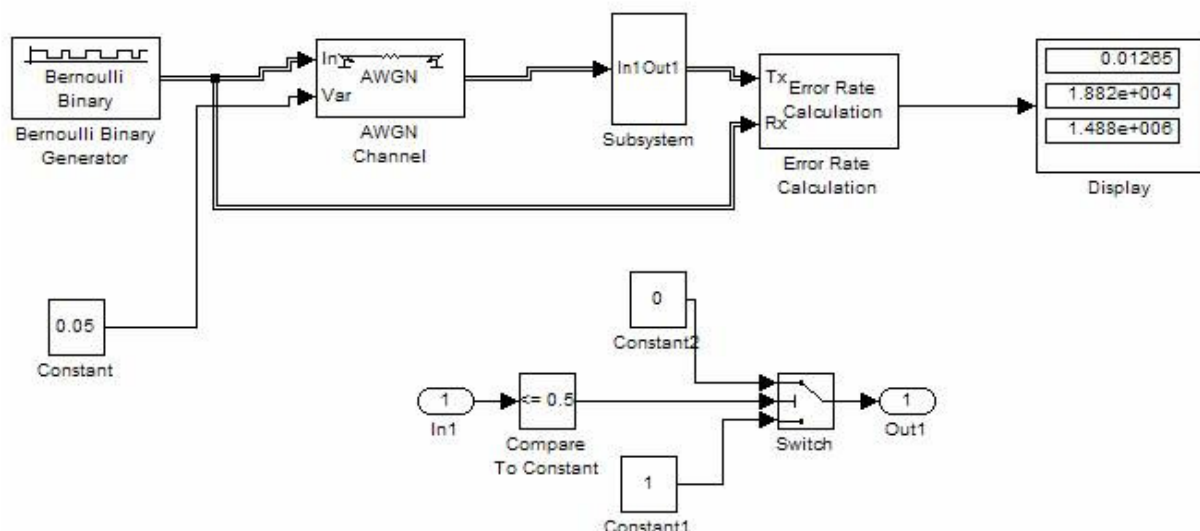 Bernoulli
Binary
Bernoulli Binary
Generator
In
AWGN
Var
AWGN
Channel
In1 Out1
Subsystem
Tx
Error Rate
Calculation
Rx
Error Rate
Calculation
0.01265
1.882e+004
1.488e+006
Display
0.05
Constant
0
Constant2
1
In1
<= 0.5
Compare
To Constant
Switch
1
Out1
1
Constant1